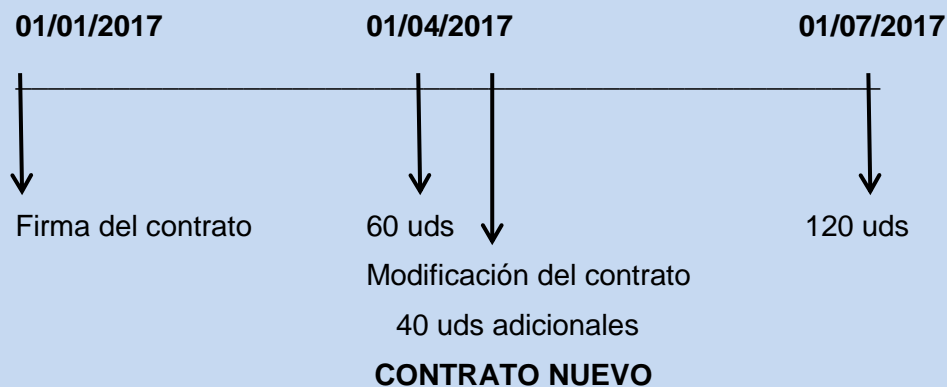 01/01/2017 01/04/2017 01/07/2017
Firma del contrato 60 uds 120 uds
Modificación del contrato
40 uds adicionales
CONTRATO NUEVO